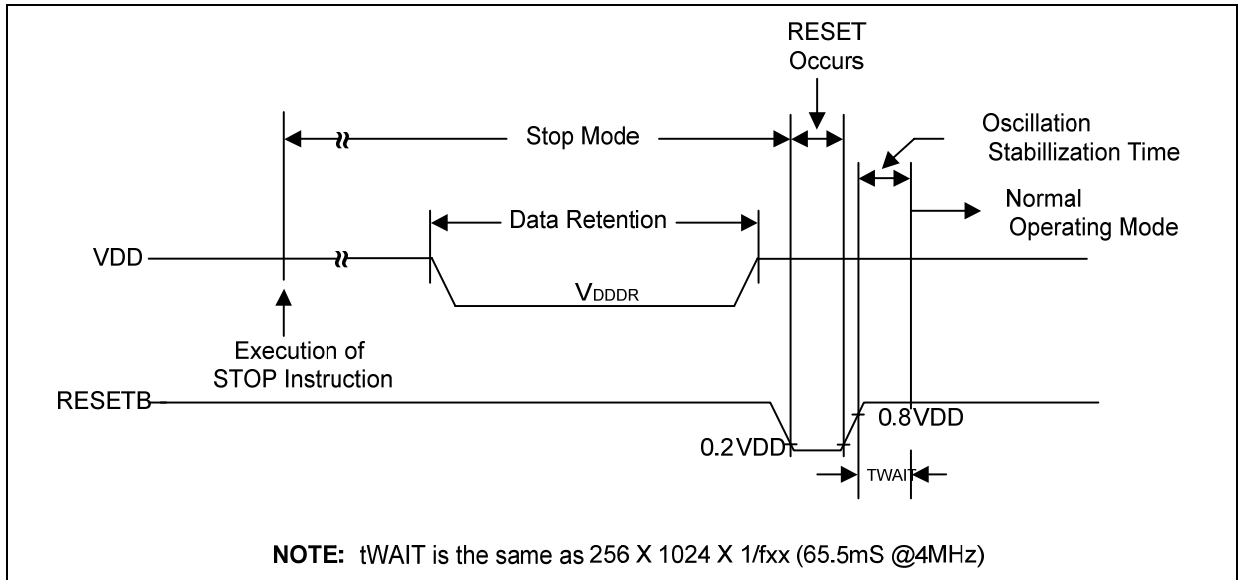 RESET
Occurs
Oscillation
Stabillization Time
Stop Mode
Normal
Operating Mode
Data Retention
VDD
VDDDR
Execution of
STOP Instruction
RESETB
0.8VDD
0.2VDD
TWAIT
NOTE: tWAIT is the same as 256 X 1024 X 1/fxx (65.5mS @4MHz)